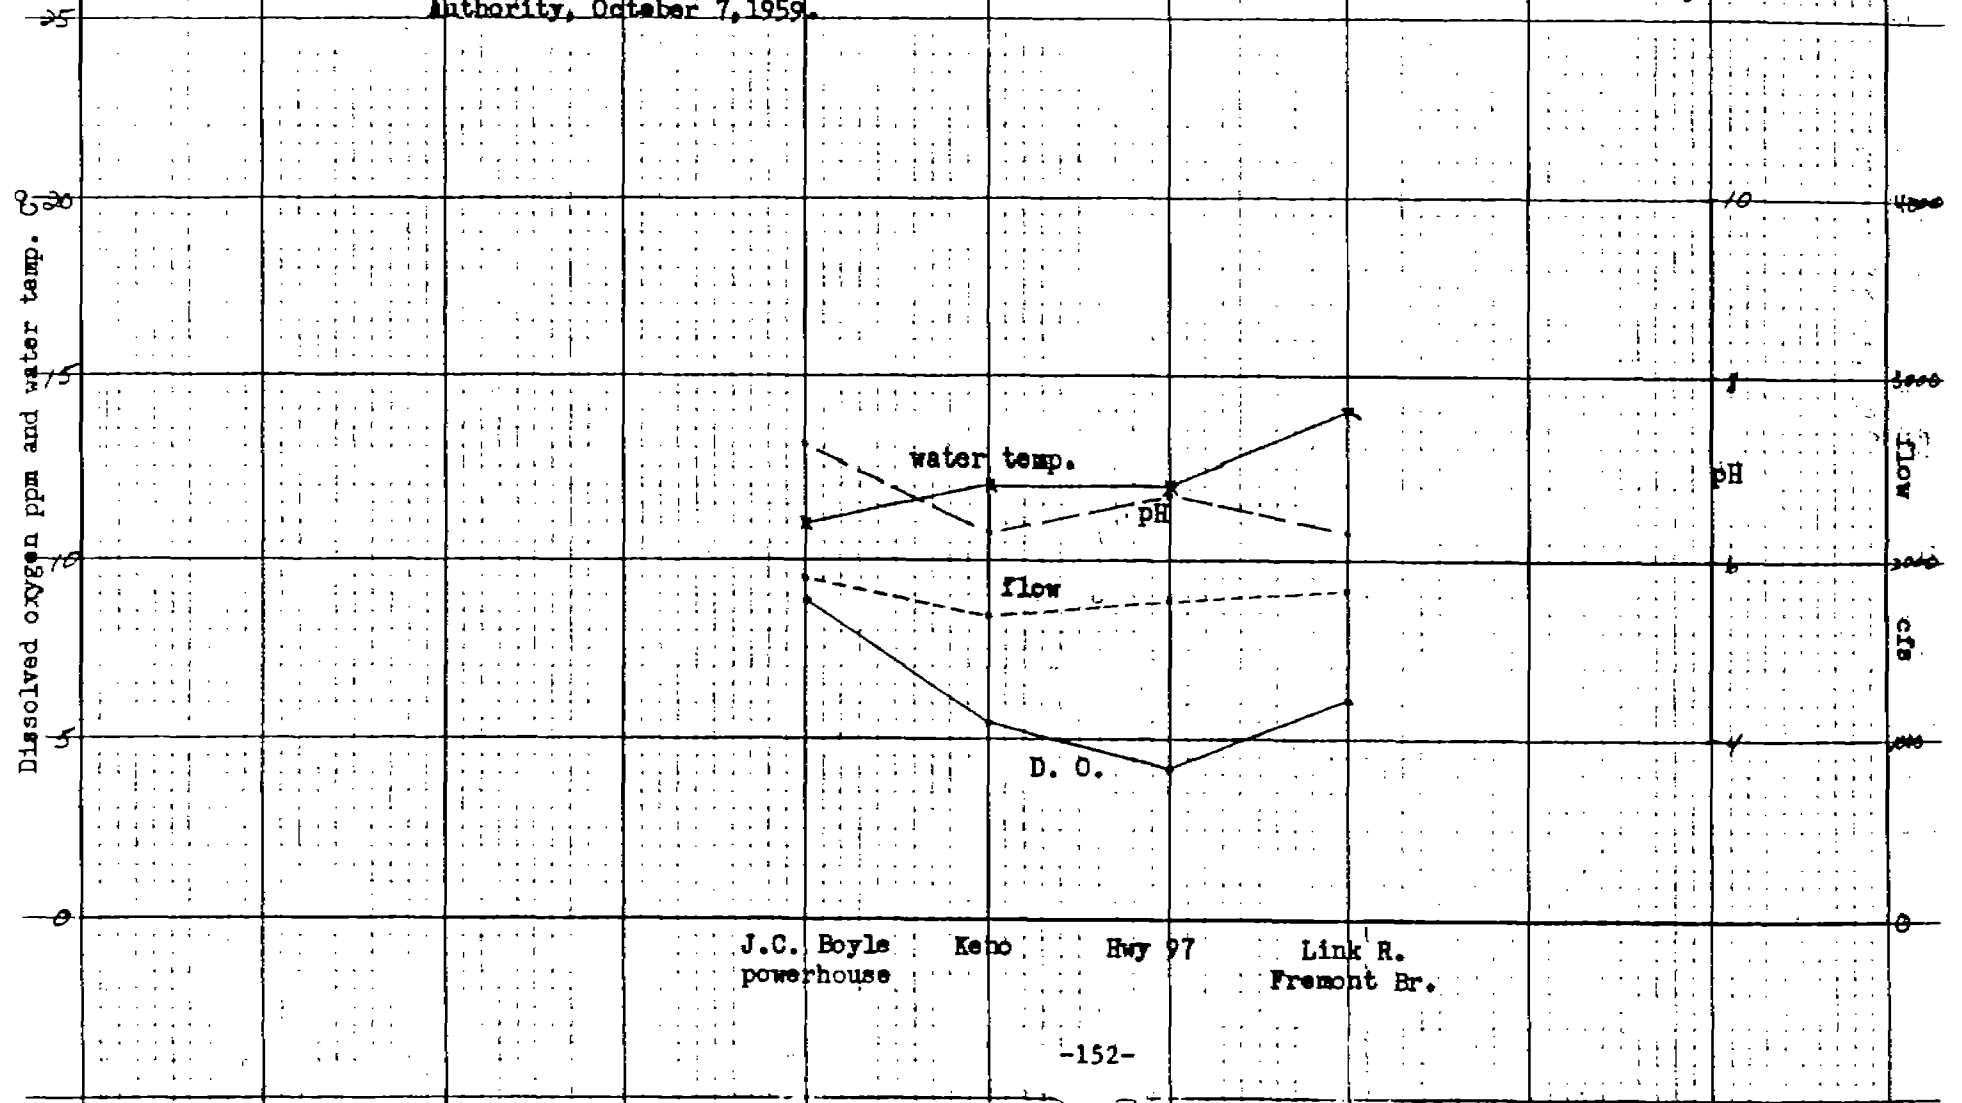 Authority, October 7,1959.
25
20
15
10
5
0
Dissolved oxygen ppm and water temp. °C
water temp.
pH
flow
D. O.
10
8
6
4
pH
4000
3000
2000
1000
0
flow
cfs
J.C. Boyle
powerhouse
Keno
Hwy 97
Link R.
Fremont Br.
-152-